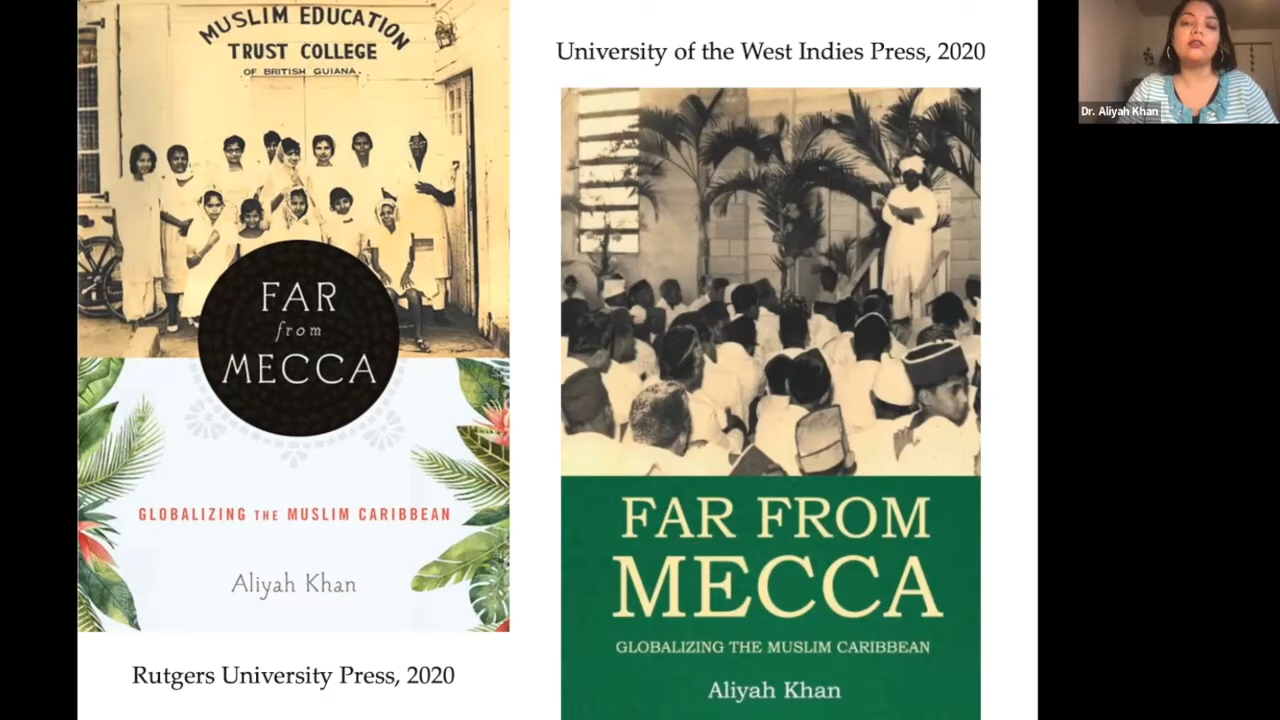 MUSLIM EDUCATION
TRUST COLLEGE
OF BRITISH GUIANA.
FAR
from
MECCA
GLOBALIZING THE MUSLIM CARIBBEAN
Aliyah Khan
Rutgers University Press, 2020
University of the West Indies Press, 2020
FAR FROM
MECCA
GLOBALIZING THE MUSLIM CARIBBEAN
Aliyah Khan
Dr. Aliyah Khan